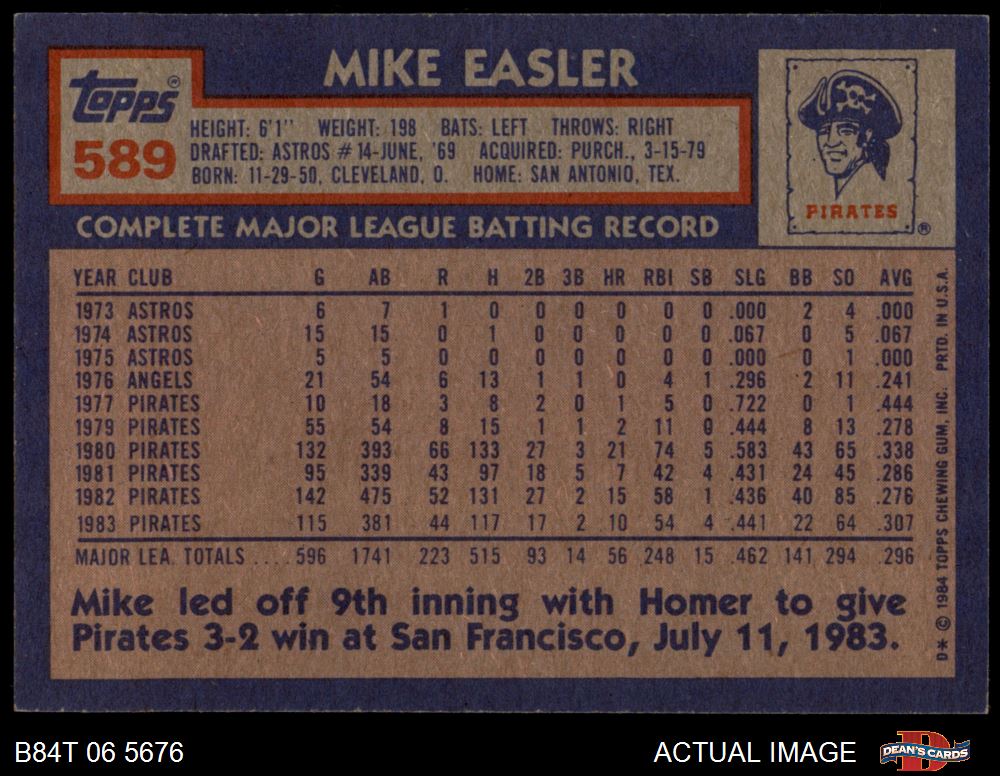 MIKE EASLER
Topps®
589
HEIGHT: 6'1" WEIGHT: 198 BATS: LEFT THROWS: RIGHT
DRAFTED: ASTROS #14-JUNE, '69 ACQUIRED: PURCH., 3-15-79
BORN: 11-29-50, CLEVELAND, O. HOME: SAN ANTONIO, TEX.
PIRATES ®
COMPLETE MAJOR LEAGUE BATTING RECORD
YEAR CLUB G AB R H 2B 3B HR RBI SB SLG BB SO AVG
1973 ASTROS 6 7 1 0 0 0 0 0 0 .000 2 4 .000
1974 ASTROS 15 15 0 1 0 0 0 0 0 .067 0 5 .067
1975 ASTROS 5 5 0 0 0 0 0 0 0 .000 0 1 .000
1976 ANGELS 21 54 6 13 1 1 0 4 1 .296 2 11 .241
1977 PIRATES 10 18 3 8 2 0 1 5 0 .722 0 1 .444
1979 PIRATES 55 54 8 15 1 1 2 11 0 .444 8 13 .278
1980 PIRATES 132 393 66 133 27 3 21 74 5 .583 43 65 .338
1981 PIRATES 95 339 43 97 18 5 7 42 4 .431 24 45 .286
1982 PIRATES 142 475 52 131 27 2 15 58 1 .436 40 85 .276
1983 PIRATES 115 381 44 117 17 2 10 54 4 .441 22 64 .307
MAJOR LEA. TOTALS .... 596 1741 223 515 93 14 56 248 15 .462 141 294 .296
Mike led off 9th inning with Homer to give
Pirates 3-2 win at San Francisco, July 11, 1983.
D* © 1984 TOPPS CHEWING GUM, INC. PRTD. IN U.S.A.
B84T 06 5676
ACTUAL IMAGE
D
DEAN'S CARDS